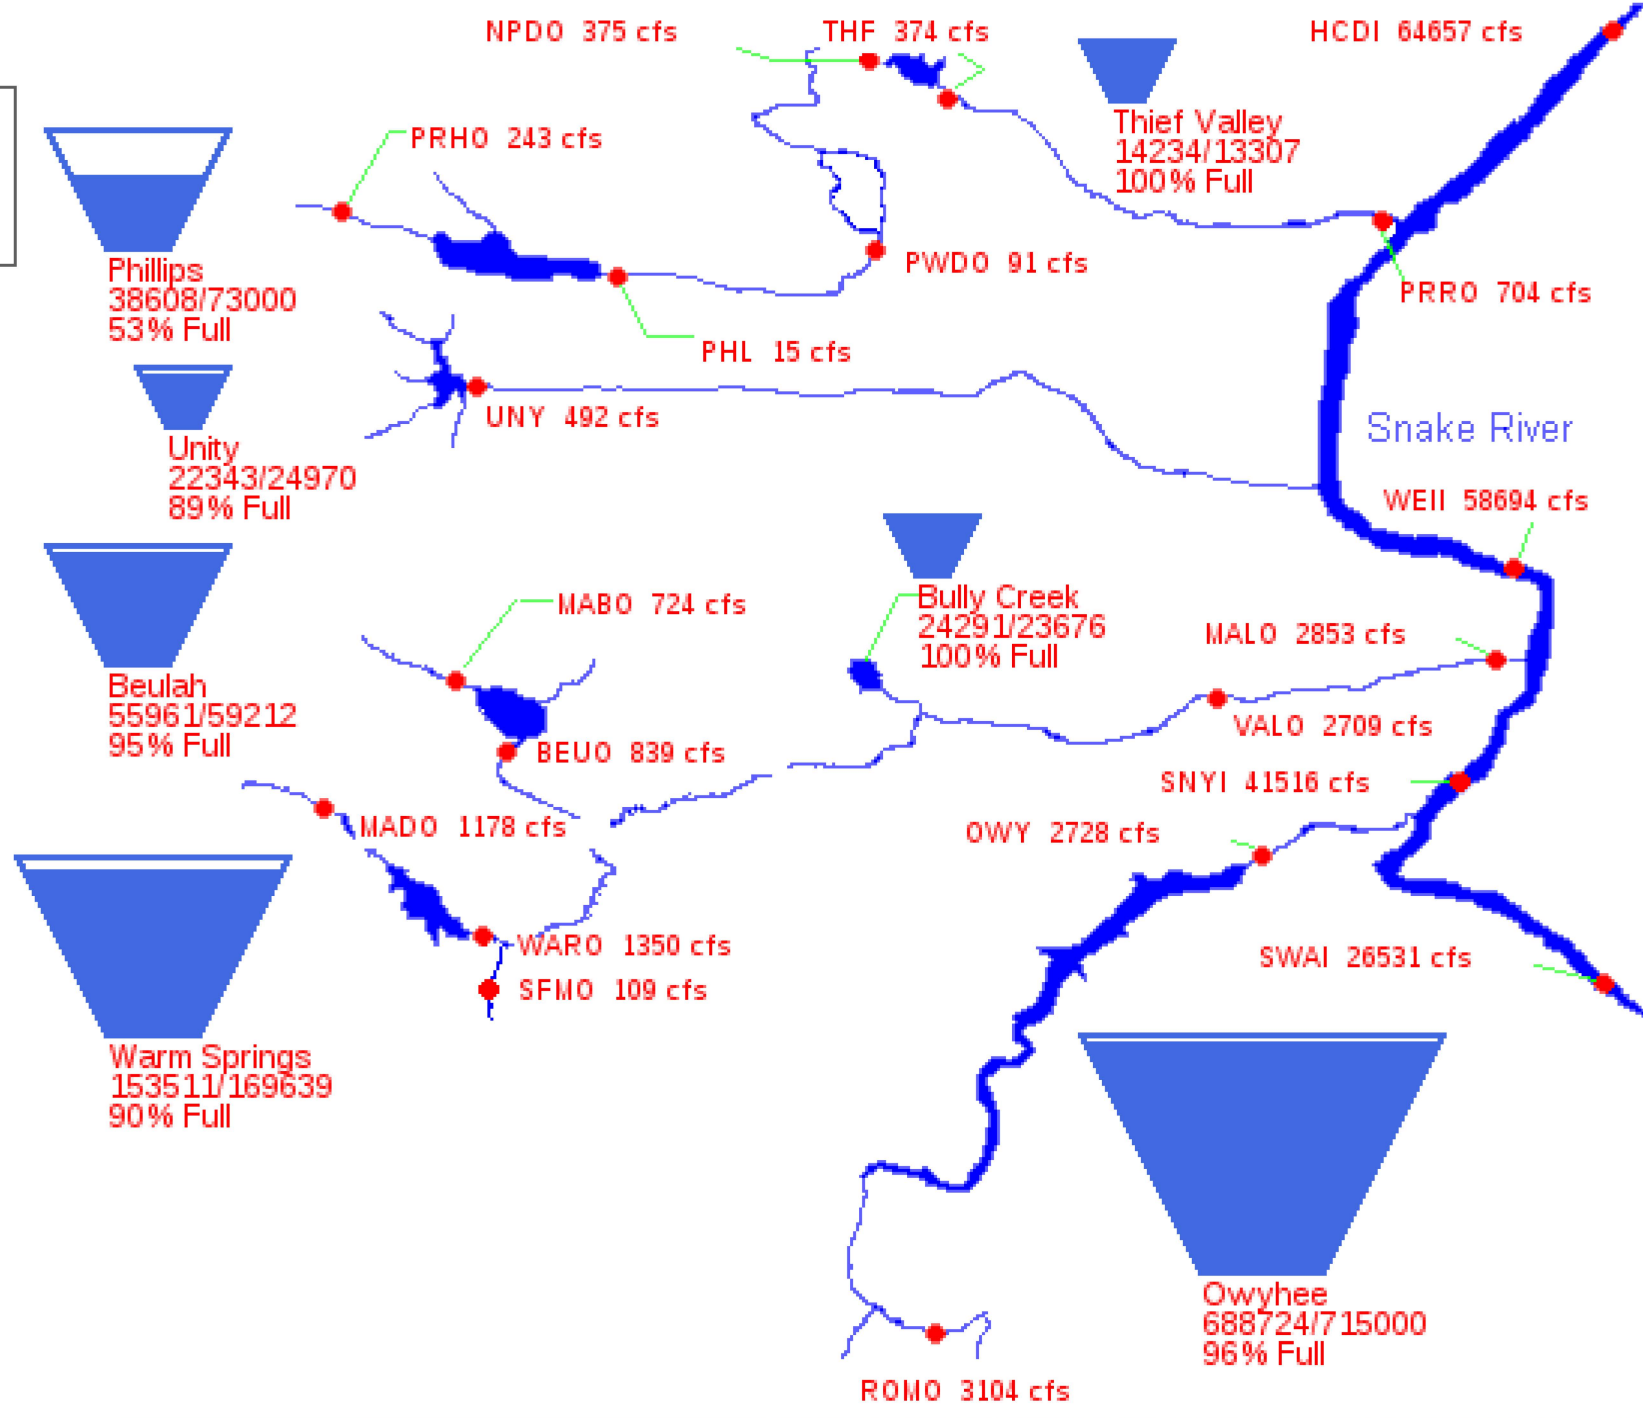 NPDO 375 cfs
THF 374 cfs
HCDI 64657 cfs
PRHO 243 cfs
Thief Valley
14234/13307
100% Full
Phillips
38608/73000
53% Full
PWDO 91 cfs
PRRO 704 cfs
PHL 15 cfs
UNY 492 cfs
Snake River
Unity
22343/24970
89% Full
WEII 58694 cfs
MABO 724 cfs
Bully Creek
24291/23676
100% Full
MALO 2853 cfs
Beulah
55961/59212
95% Full
VALO 2709 cfs
BEUO 839 cfs
SNYI 41516 cfs
MADO 1178 cfs
OWY 2728 cfs
WARO 1350 cfs
SWAI 26531 cfs
SFMO 109 cfs
Warm Springs
153511/169639
90% Full
Owyhee
688724/715000
96% Full
ROMO 3104 cfs